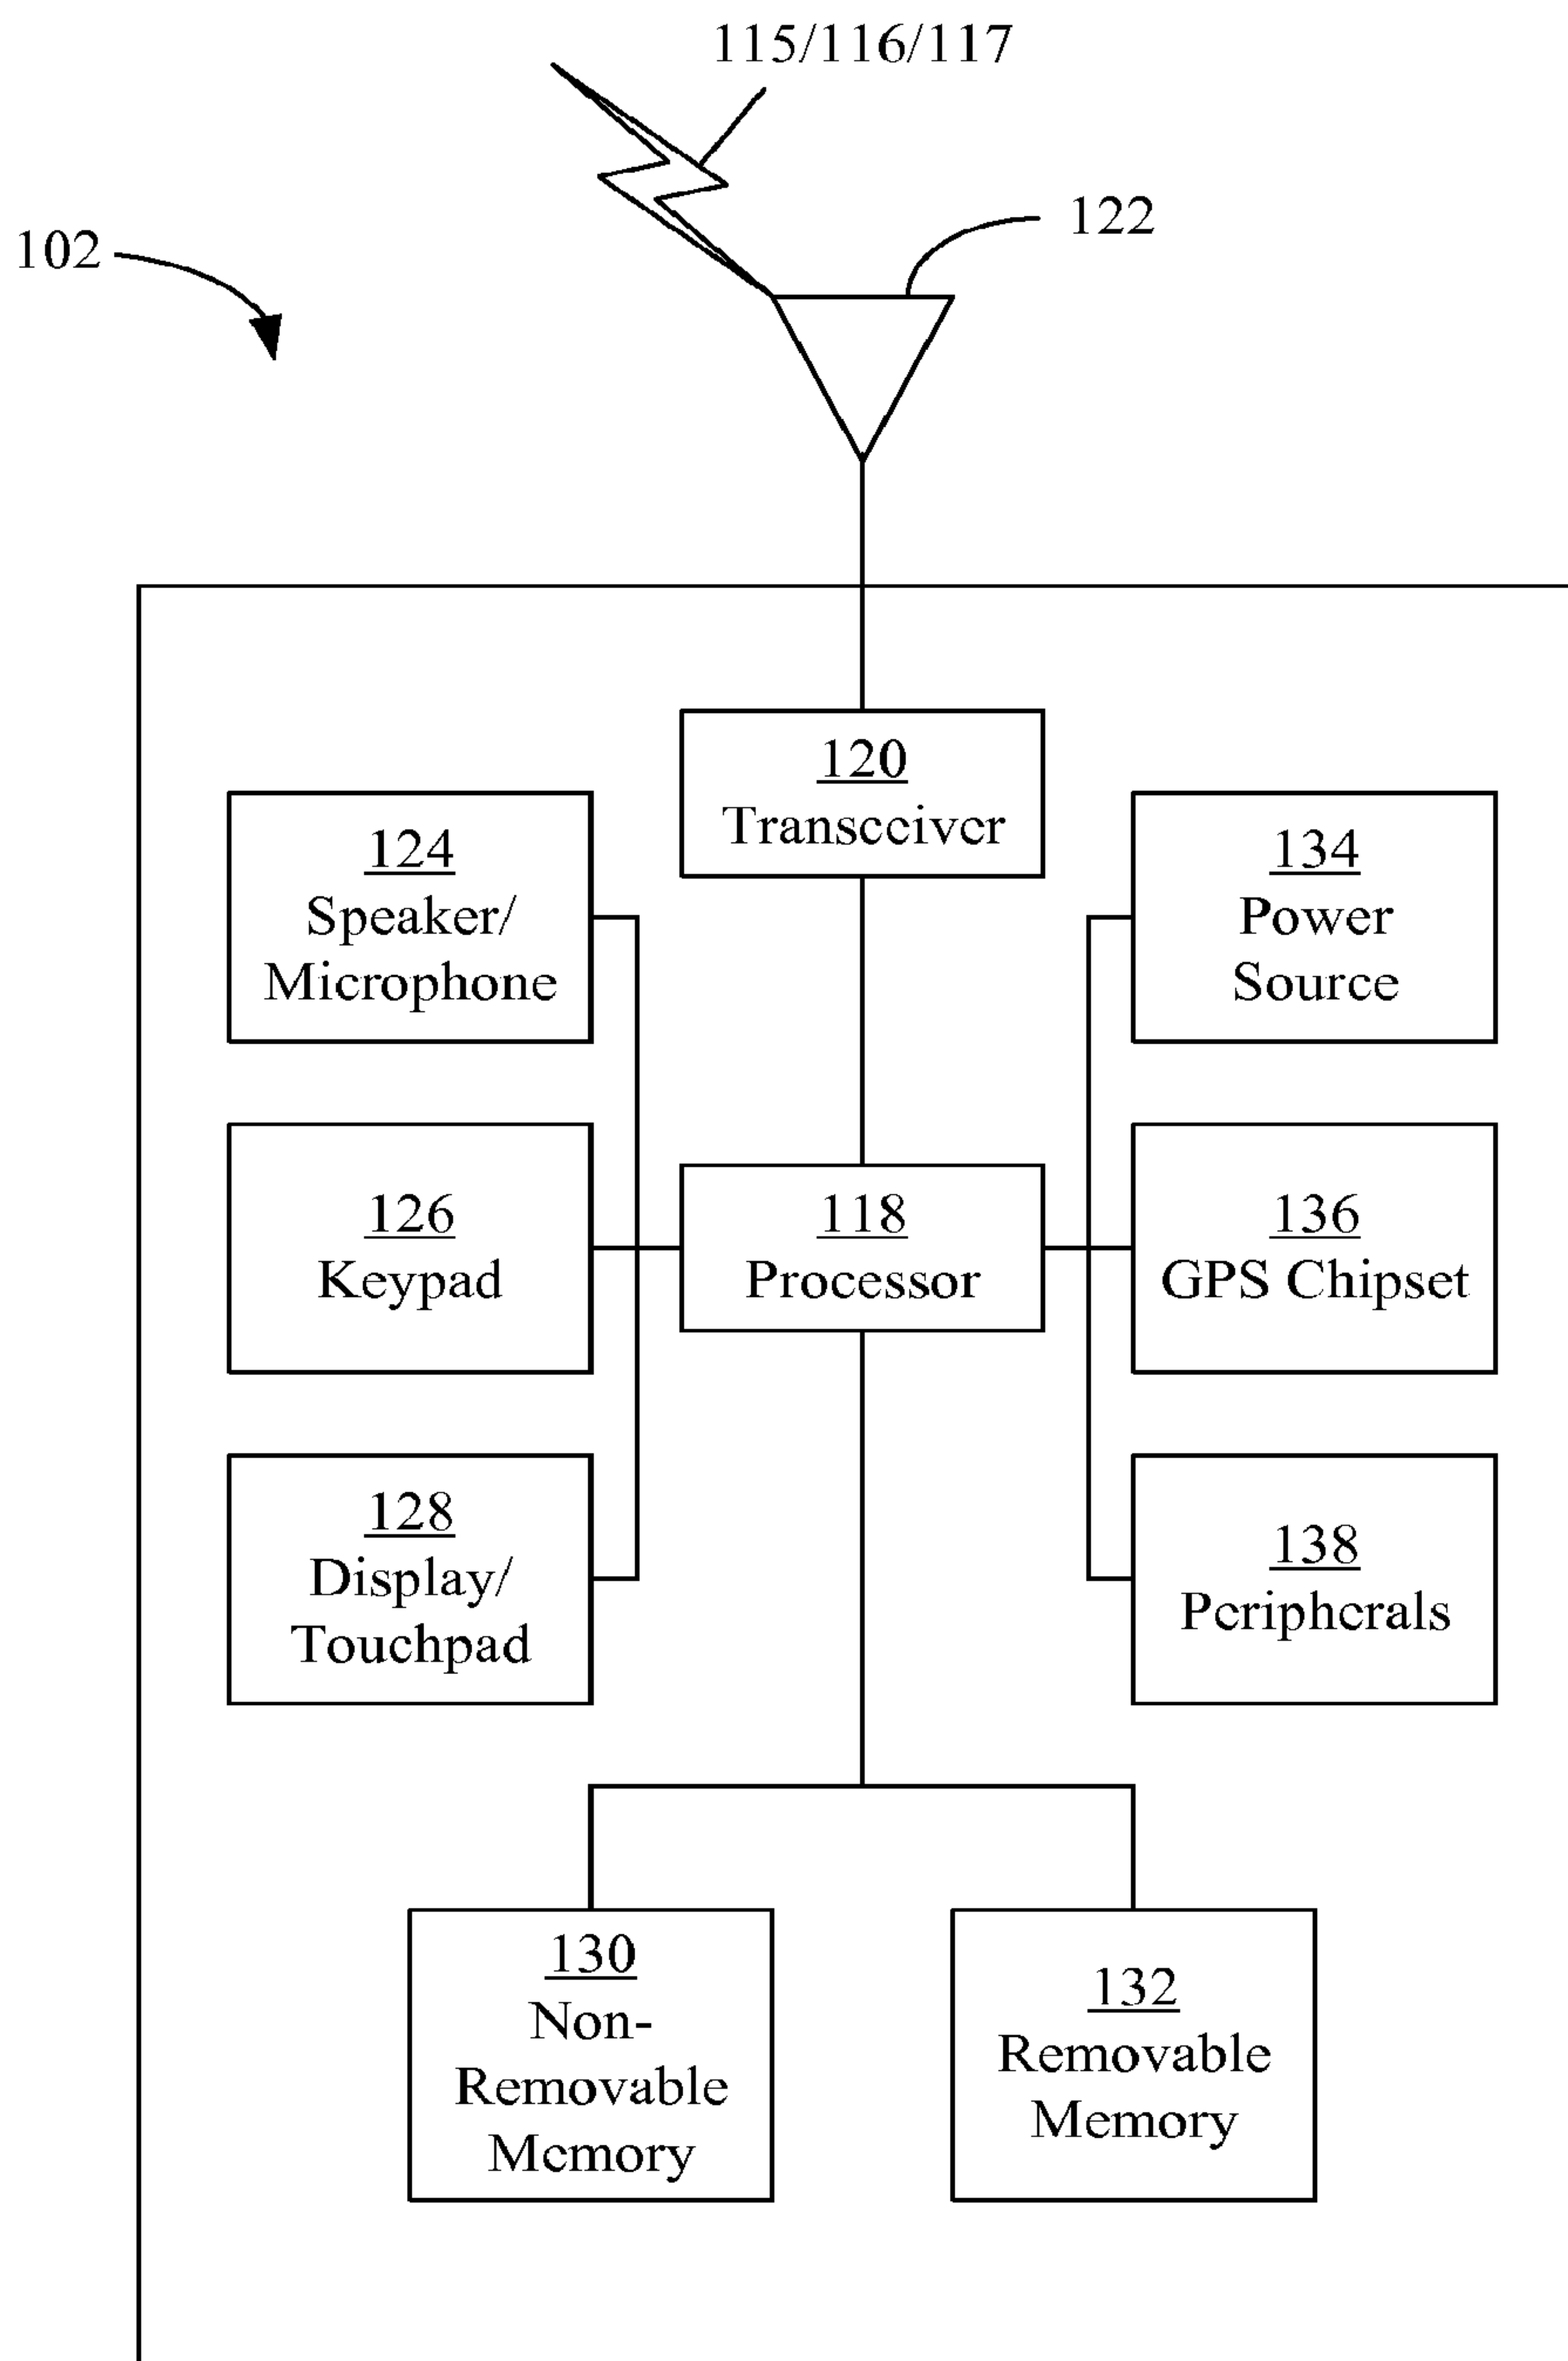 115/116/117
122
102
120
Transceiver
124
Speaker/
Microphone
134
Power
Source
126
Keypad
118
Processor
136
GPS Chipset
128
Display/
Touchpad
138
Peripherals
130
Non-
Removable
Memory
132
Removable
Memory